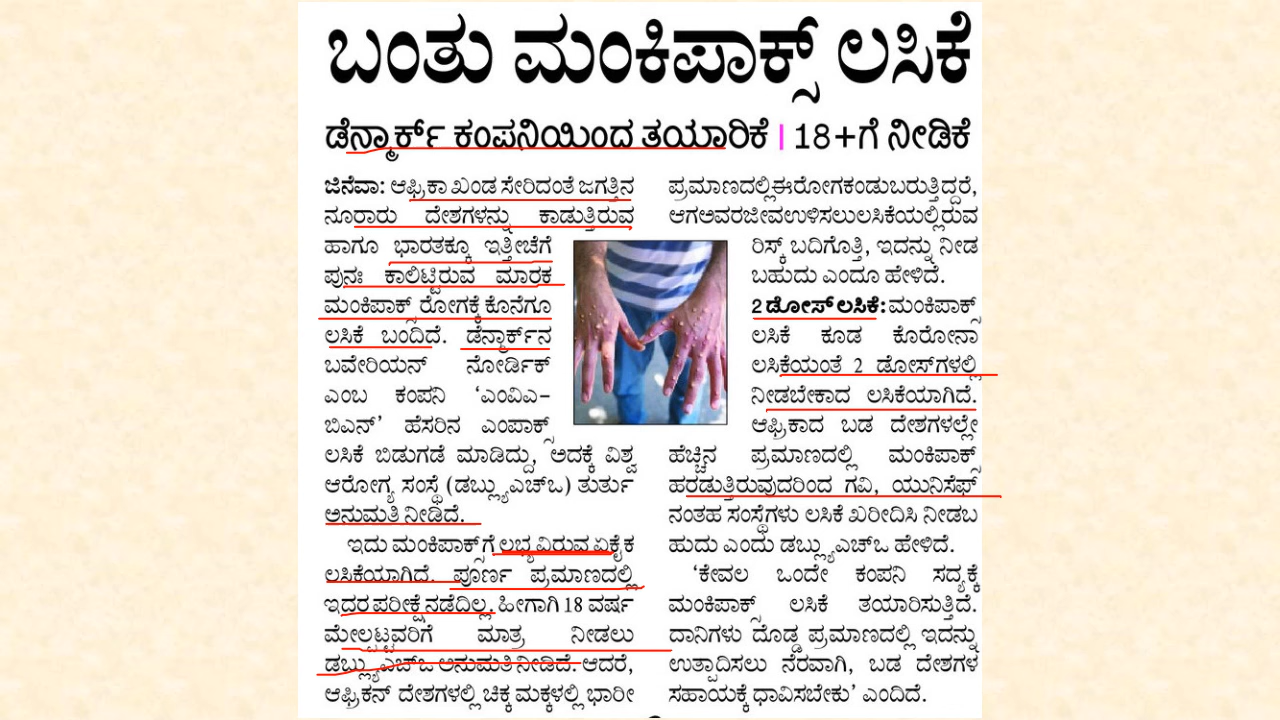 ಬಂತು ಮಂಕಿಪಾಕ್ಸ್ ಲಸಿಕೆ
ಡೆನ್ಮಾರ್ಕ್ ಕಂಪನಿಯಿಂದ ತಯಾರಿಕೆ | 18+ಗೆ ನೀಡಿಕೆ
ಜಿನೆವಾ: ಆಫ್ರಿಕಾ ಖಂಡ ಸೇರಿದಂತೆ ಜಗತ್ತಿನ
ನೂರಾರು ದೇಶಗಳನ್ನು ಕಾಡುತ್ತಿರುವ
ಹಾಗೂ ಭಾರತಕ್ಕೂ ಇತ್ತೀಚೆಗೆ
ಪುನಃ ಕಾಲಿಟ್ಟಿರುವ ಮಾರಕ
ಮಂಕಿಪಾಕ್ಸ್ ರೋಗಕ್ಕೆ ಕೊನೆಗೂ
ಲಸಿಕೆ ಬಂದಿದೆ. ಡೆನ್ಮಾರ್ಕ್‌ನ
ಬವೇರಿಯನ್ ನೋರ್ಡಿಕ್
ಎಂಬ ಕಂಪನಿ ‘ಎಂವಿಎ–
ಬಿಎನ್’ ಹೆಸರಿನ ಎಂಪಾಕ್ಸ್
ಲಸಿಕೆ ಬಿಡುಗಡೆ ಮಾಡಿದ್ದು, ಅದಕ್ಕೆ ವಿಶ್ವ
ಆರೋಗ್ಯ ಸಂಸ್ಥೆ (ಡಬ್ಲ್ಯುಎಚ್ಒ) ತುರ್ತು
ಅನುಮತಿ ನೀಡಿದೆ.
ಇದು ಮಂಕಿಪಾಕ್ಸ್‌ಗೆ ಲಭ್ಯವಿರುವ ಏಕೈಕ
ಲಸಿಕೆಯಾಗಿದೆ. ಪೂರ್ಣ ಪ್ರಮಾಣದಲ್ಲಿ
ಇದರ ಪರೀಕ್ಷೆ ನಡೆದಿಲ್ಲ. ಹೀಗಾಗಿ 18 ವರ್ಷ
ಮೇಲ್ಪಟ್ಟವರಿಗೆ ಮಾತ್ರ ನೀಡಲು
ಡಬ್ಲ್ಯುಎಚ್ಒ ಅನುಮತಿ ನೀಡಿದೆ. ಆದರೆ,
ಆಫ್ರಿಕನ್ ದೇಶಗಳಲ್ಲಿ ಚಿಕ್ಕ ಮಕ್ಕಳಲ್ಲಿ ಭಾರೀ
ಪ್ರಮಾಣದಲ್ಲಿ ಈ ರೋಗ ಕಂಡುಬರುತ್ತಿದ್ದರೆ,
ಆಗ ಅವರ ಜೀವ ಉಳಿಸಲು ಲಸಿಕೆಯಲ್ಲಿರುವ
ರಿಸ್ಕ್ ಬದಿಗೊತ್ತಿ, ಇದನ್ನು ನೀಡ
ಬಹುದು ಎಂದೂ ಹೇಳಿದೆ.
2 ಡೋಸ್ ಲಸಿಕೆ: ಮಂಕಿಪಾಕ್ಸ್
ಲಸಿಕೆ ಕೂಡ ಕೊರೋನಾ
ಲಸಿಕೆಯಂತೆ 2 ಡೋಸ್‌ಗಳಲ್ಲಿ
ನೀಡಬೇಕಾದ ಲಸಿಕೆಯಾಗಿದೆ.
ಆಫ್ರಿಕಾದ ಬಡ ದೇಶಗಳಲ್ಲೇ
ಹೆಚ್ಚಿನ ಪ್ರಮಾಣದಲ್ಲಿ ಮಂಕಿಪಾಕ್ಸ್
ಹರಡುತ್ತಿರುವುದರಿಂದ ಗವಿ, ಯುನಿಸೆಫ್
ನಂತಹ ಸಂಸ್ಥೆಗಳು ಲಸಿಕೆ ಖರೀದಿಸಿ ನೀಡಬ
ಹುದು ಎಂದು ಡಬ್ಲ್ಯುಎಚ್ಒ ಹೇಳಿದೆ.
‘ಕೇವಲ ಒಂದೇ ಕಂಪನಿ ಸದ್ಯಕ್ಕೆ
ಮಂಕಿಪಾಕ್ಸ್ ಲಸಿಕೆ ತಯಾರಿಸುತ್ತಿದೆ.
ದಾನಿಗಳು ದೊಡ್ಡ ಪ್ರಮಾಣದಲ್ಲಿ ಇದನ್ನು
ಉತ್ಪಾದಿಸಲು ನೆರವಾಗಿ, ಬಡ ದೇಶಗಳ
ಸಹಾಯಕ್ಕೆ ಧಾವಿಸಬೇಕು’ ಎಂದಿದೆ.